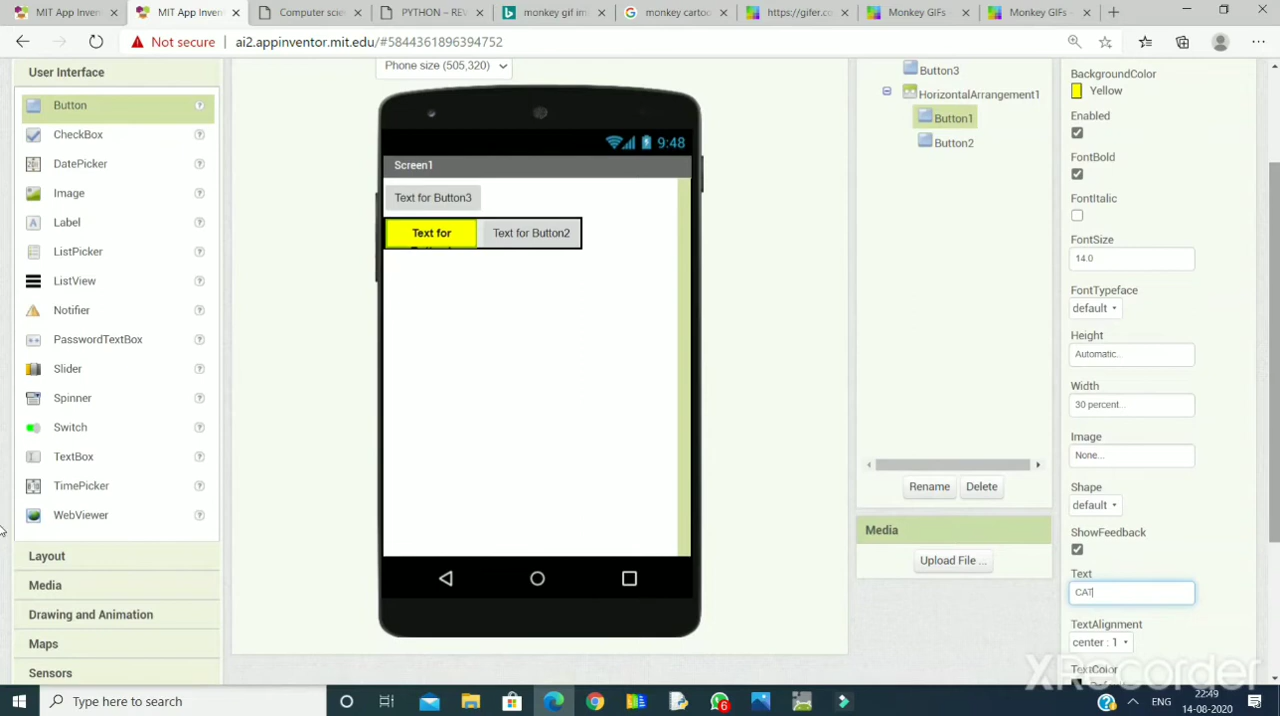 MIT App Inven
MIT App Inven
Computer scie
PYTHON – REV
monkey gif im
monkey cartoo
https://gifer.co
Monkey GIFs
Monkey GIFs -
Not secure
ai2.appinventor.mit.edu/#5844361896394752
User Interface
Button
CheckBox
DatePicker
Image
Label
ListPicker
ListView
Notifier
PasswordTextBox
Slider
Spinner
Switch
TextBox
TimePicker
WebViewer
Layout
Media
Drawing and Animation
Maps
Sensors
Phone size (505,320)
9:48
Screen1
Text for Button3
Text for
Text for Button2
Button3
HorizontalArrangement1
Button1
Button2
Rename
Delete
Media
Upload File ...
BackgroundColor
Yellow
Enabled
FontBold
FontItalic
FontSize
14.0
FontTypeface
default
Height
Automatic...
Width
30 percent...
Image
None...
Shape
default
ShowFeedback
Text
CAT
TextAlignment
center : 1
TextColor
XRecorder
Type here to search
6
ENG
22:49
14-08-2020